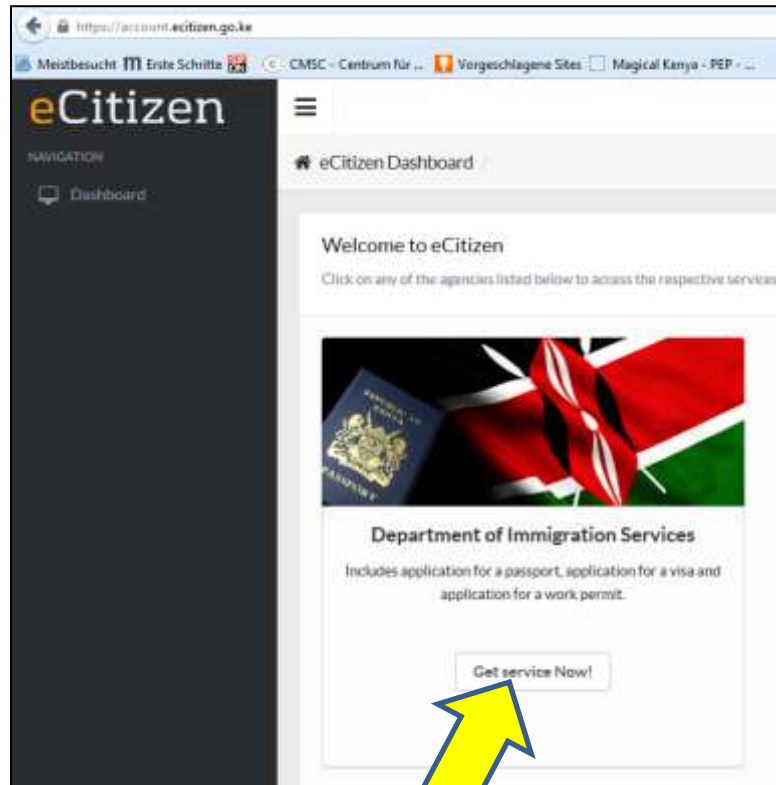 https://account.ecitizen.go.ke
Meistbesucht Erste Schritte CMSC - Centrum für ... Vorgeschlagene Sites Magical Kenya - PEP - ...
eCitizen
NAVIGATION
eCitizen Dashboard /
Dashboard
Welcome to eCitizen
Click on any of the agencies listed below to access the respective services
REPUBLIC OF
KENYA
PASSPORT
Department of Immigration Services
Includes application for a passport, application for a visa and
application for a work permit.
Get service Now!